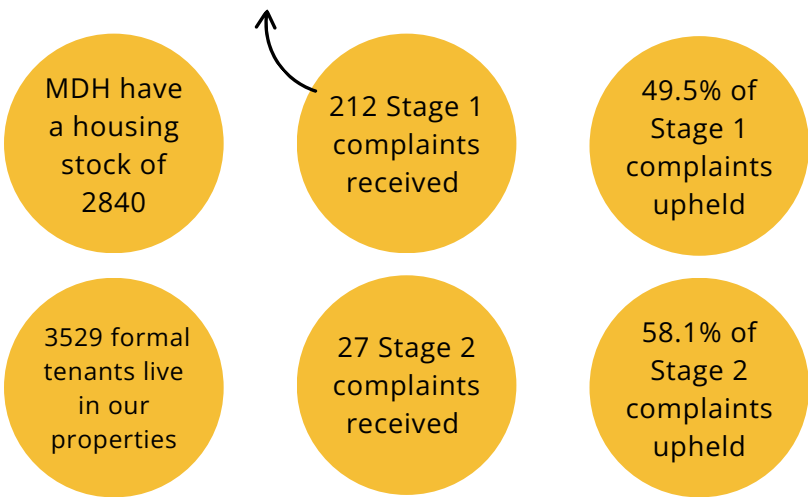 MDH have
a housing
stock of
2840
212 Stage 1
complaints
received
49.5% of
Stage 1
complaints
upheld
3529 formal
tenants live
in our
properties
27 Stage 2
complaints
received
58.1% of
Stage 2
complaints
upheld